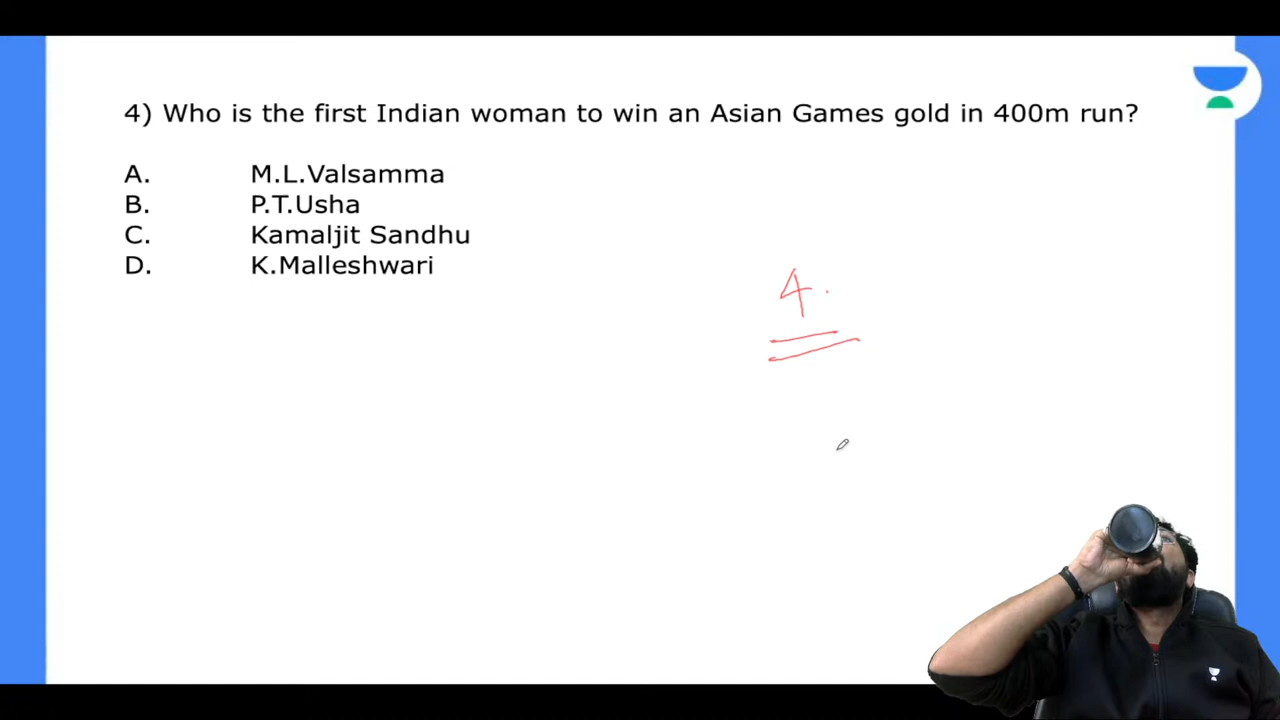 4) Who is the first Indian woman to win an Asian Games gold in 400m run?
A. M.L.Valsamma
B. P.T.Usha
C. Kamaljit Sandhu
D. K.Malleshwari
4.